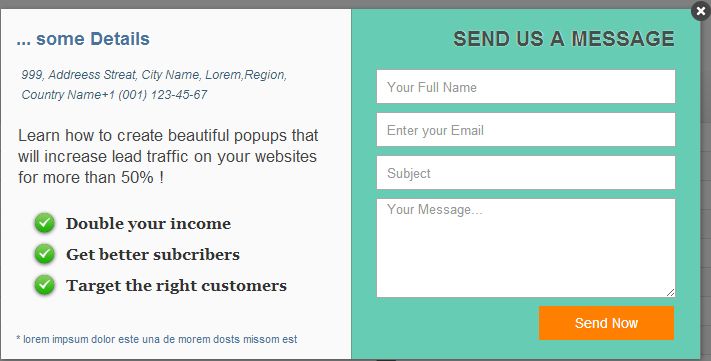 ... some Details
999, Addreess Streat, City Name, Lorem,Region,
Country Name+1 (001) 123-45-67
Learn how to create beautiful popups that
will increase lead traffic on your websites
for more than 50% !
Double your income
Get better subcribers
Target the right customers
* lorem impsum dolor este una de morem dosts missom est
SEND US A MESSAGE
Your Full Name
Enter your Email
Subject
Your Message...
Send Now